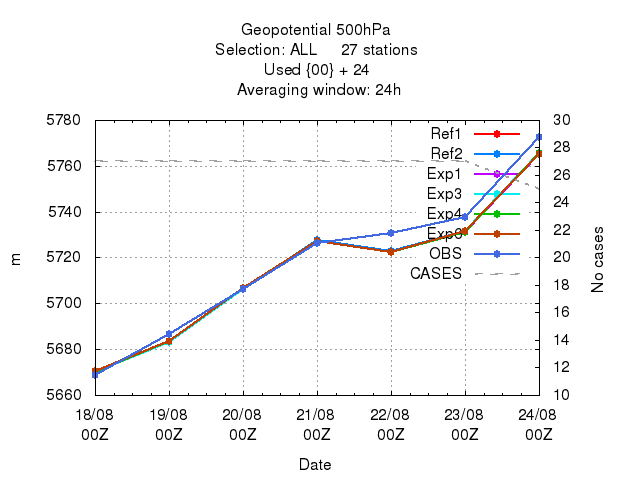 Geopotential 500hPa
Selection: ALL 27 stations
Used {00} + 24
Averaging window: 24h
5780
5760
5740
5720
5700
5680
5660
m
30
28
26
24
22
20
18
16
14
12
10
No cases
Ref1
Ref2
Exp1
Exp3
Exp4
Exp6
OBS
CASES
18/08 19/08 20/08 21/08 22/08 23/08 24/08
00Z 00Z 00Z 00Z 00Z 00Z 00Z
Date